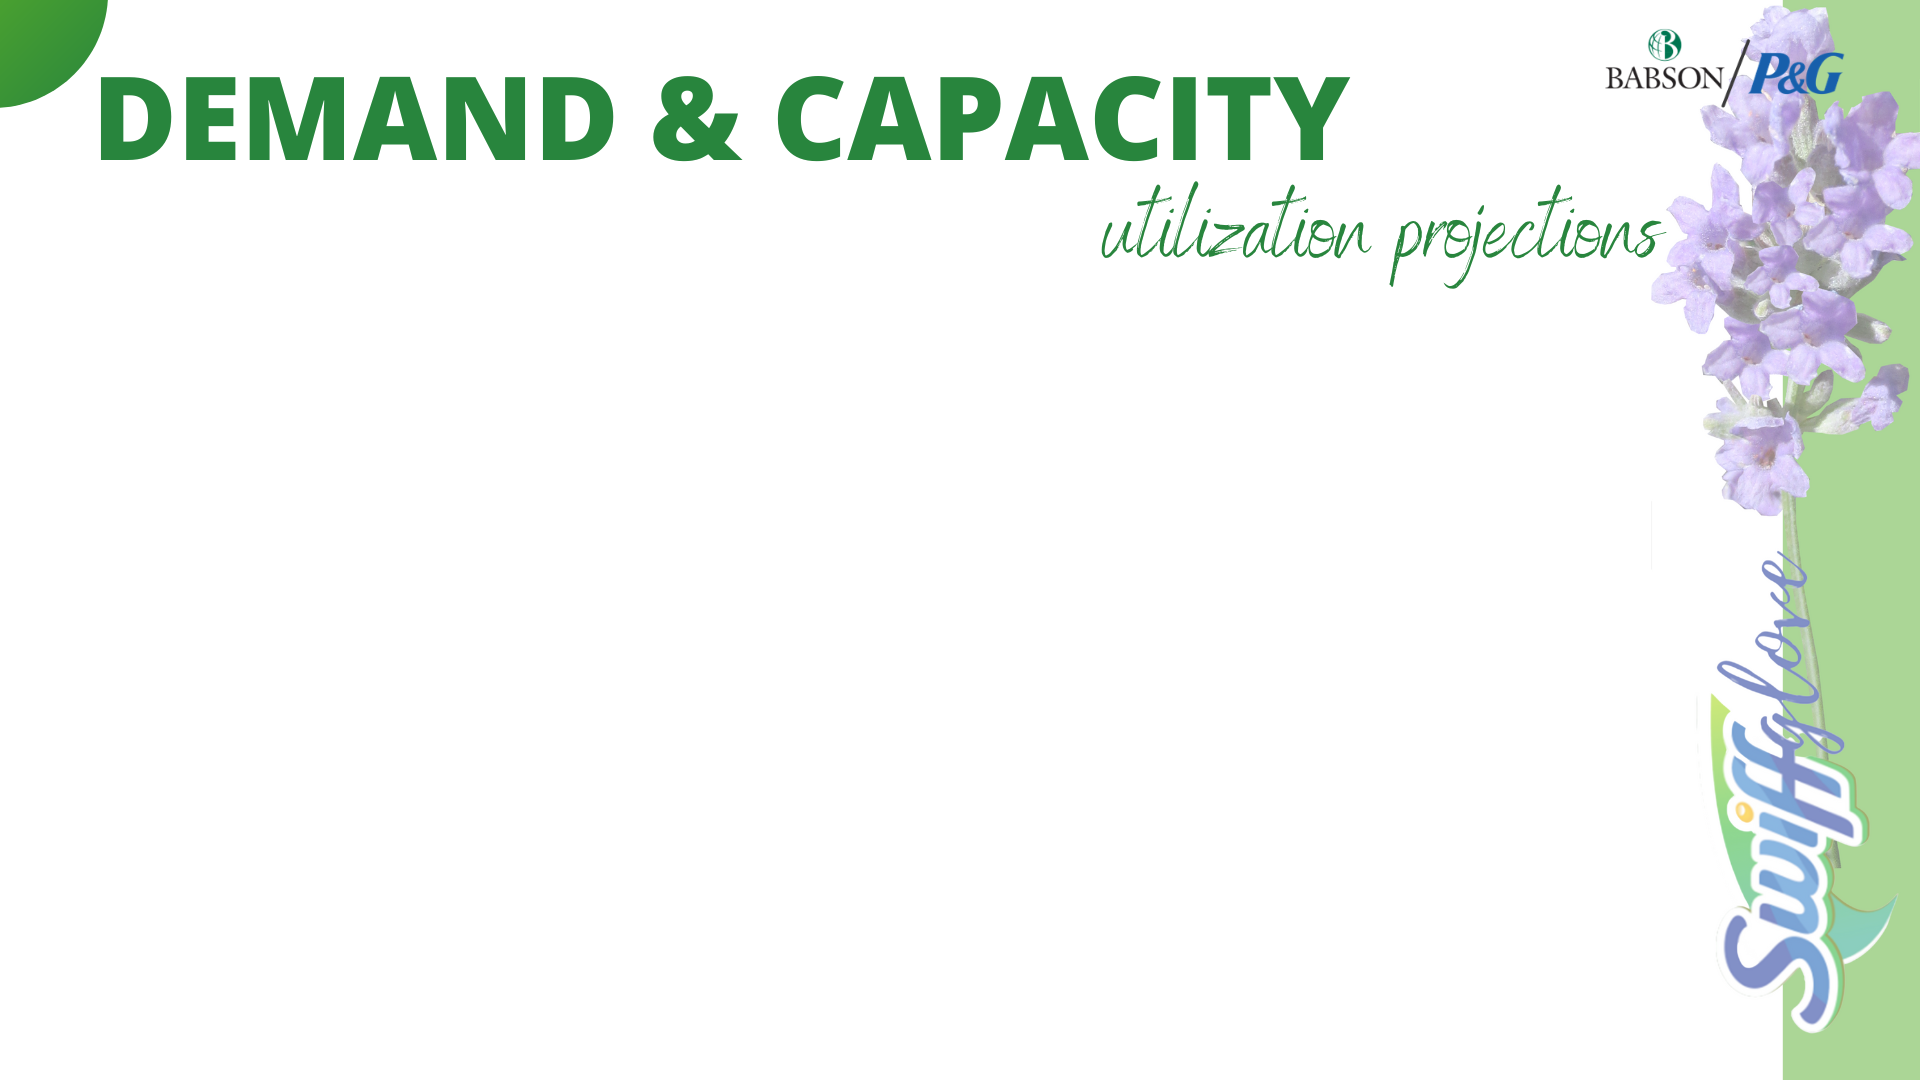 BABSON / P&G
DEMAND & CAPACITY
utilization projections
Swiffglove